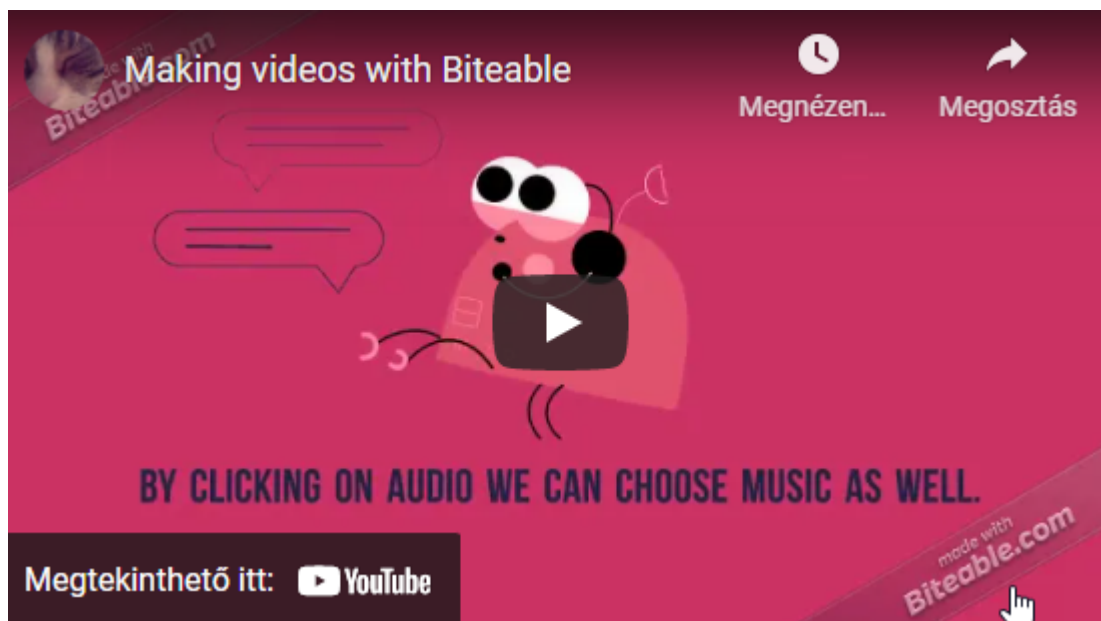 made with
Biteable.com
Making videos with Biteable
Megnézen...
Megosztás
BY CLICKING ON AUDIO WE CAN CHOOSE MUSIC AS WELL.
made with
Biteable.com
Megtekinthető itt: YouTube